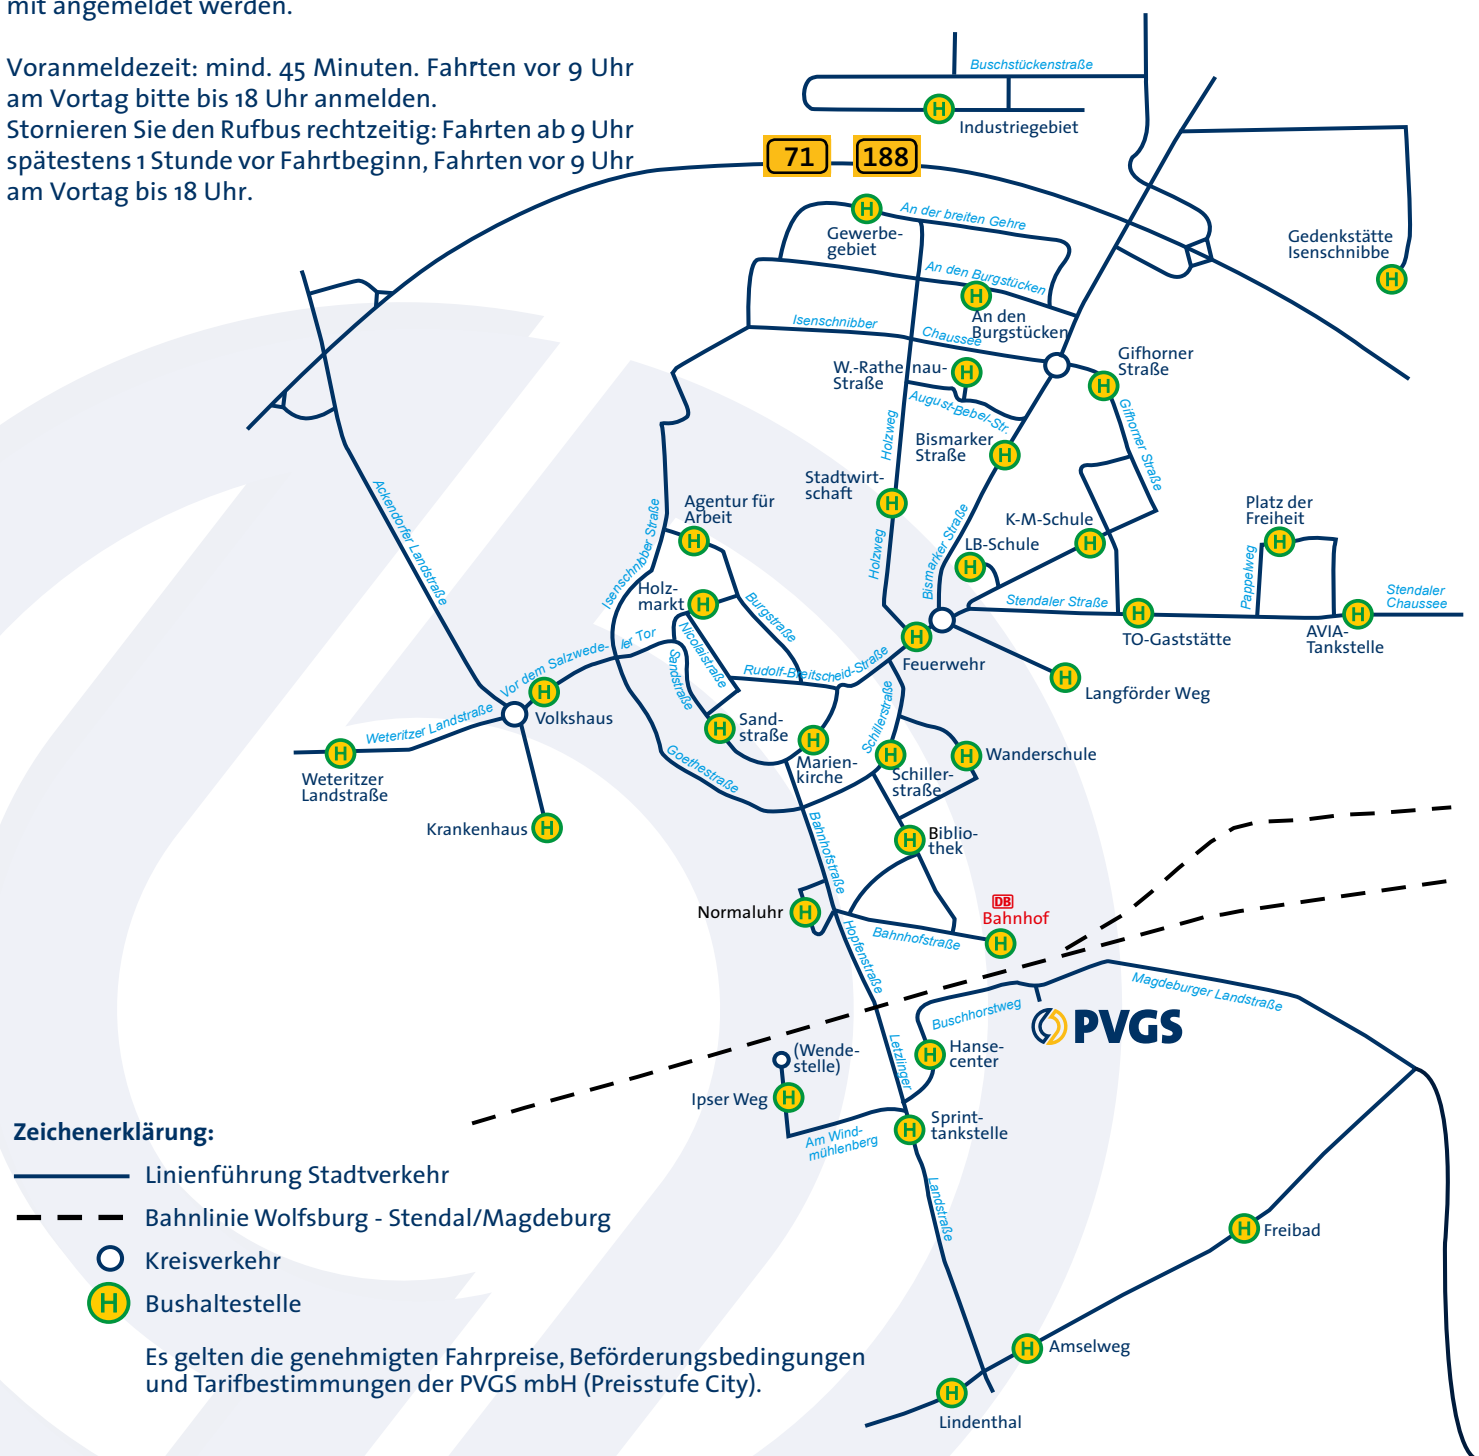 mit angemeldet werden.
Voranmeldezeit: mind. 45 Minuten. Fahrten vor 9 Uhr
am Vortag bitte bis 18 Uhr anmelden.
Stornieren Sie den Rufbus rechtzeitig: Fahrten ab 9 Uhr
spätestens 1 Stunde vor Fahrtbeginn, Fahrten vor 9 Uhr
am Vortag bis 18 Uhr.
Buschstückenstraße
H
Industriegebiet
71
188
H
An der breiten Gehre
Gewerbe-
gebiet
Gedenkstätte
Isenschnibbe
H
An den Burgstücken
H
An den
Burgstücken
Isenschnibber
Chaussee
W.-Rathenau-
Straße
H
Gifhorner
Straße
H
August-Bebel-Str.
Gifhorner Straße
Holzweg
Bismarker
Straße
H
Stadtwirt-
schaft
H
Ackendorfer Landstraße
Agentur für
Arbeit
H
Isenschnibber Straße
Holzweg
Bismarker Straße
K-M-Schule
H
LB-Schule
H
Platz der
Freiheit
H
Pappelweg
Stendaler
Chaussee
Holz-
markt
H
Burgstraße
Nicolaistraße
Sandstraße
Stendaler Straße
H
TO-Gaststätte
H
AVIA-
Tankstelle
Vor dem Salzwede-
ler Tor
Rudolf-Breitscheid-Straße
H
Feuerwehr
H
Langförder Weg
H
Volkshaus
Weteritzer Landstraße
H
Weteritzer
Landstraße
Goethestraße
H
Sand-
straße
H
Marien-
kirche
Schillerstraße
H
Schiller-
straße
H
Wanderschule
Krankenhaus
H
Bahnhofstraße
H
Biblio-
thek
Normaluhr
H
Hopfenstraße
Bahnhofstraße
DB
Bahnhof
H
Magdeburger Landstraße
Buschhorstweg
PVGS
Letzlinger
H
Hanse-
center
(Wende-
stelle)
Ipser Weg
H
Am Wind-
mühlenberg
H
Sprint-
tankstelle
Landstraße
Zeichenerklärung:
Linienführung Stadtverkehr
Bahnlinie Wolfsburg - Stendal/Magdeburg
Kreisverkehr
H
Bushaltestelle
H
Freibad
H
Amselweg
H
Lindenthal
Es gelten die genehmigten Fahrpreise, Beförderungsbedingungen
und Tarifbestimmungen der PVGS mbH (Preisstufe City).